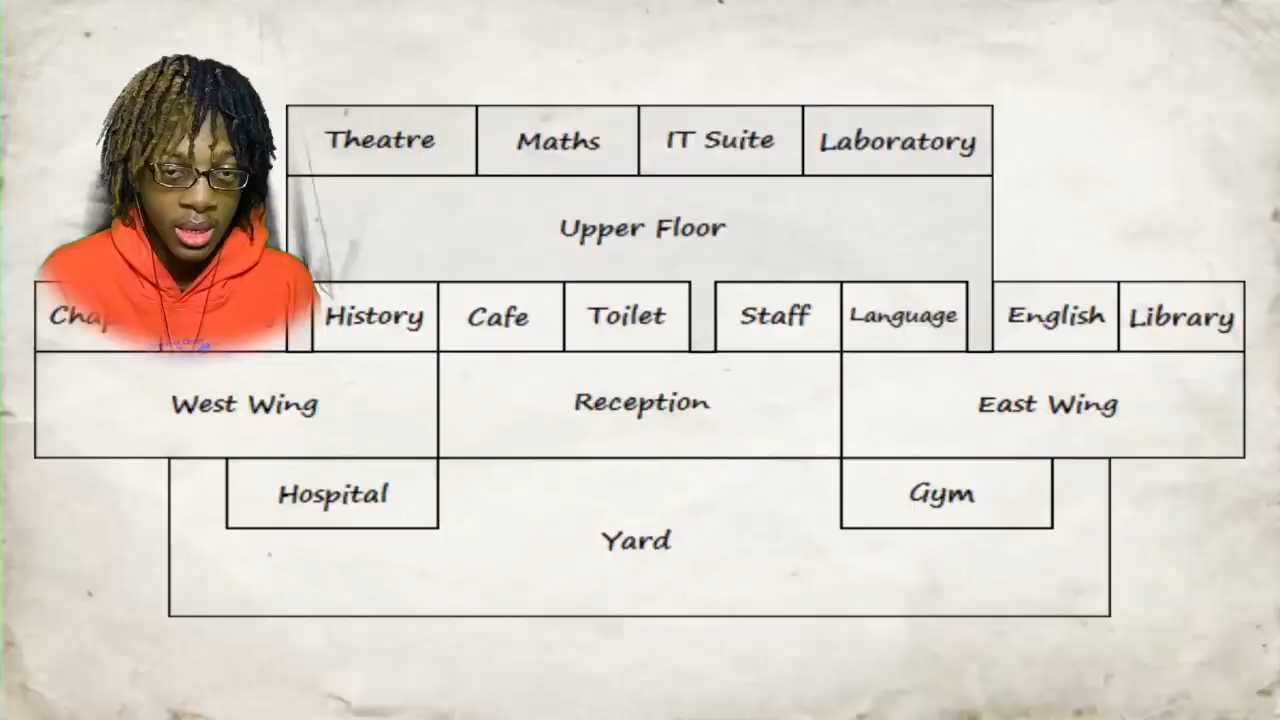 Theatre Maths IT Suite Laboratory
Upper Floor
History Cafe Toilet Staff Language English Library
West Wing Reception East Wing
Hospital Gym
Yard